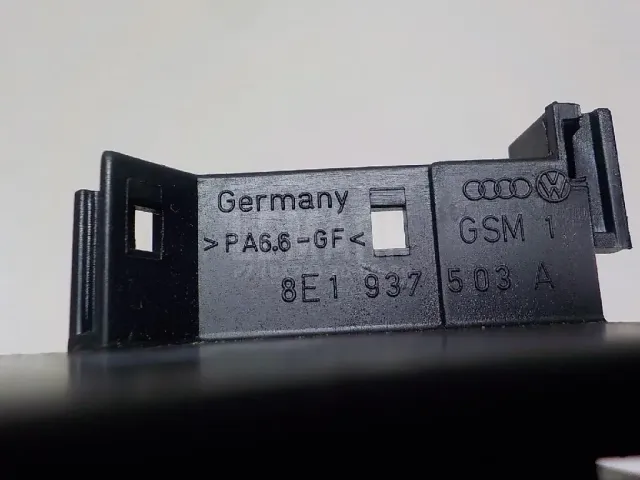 Germany
>PA6.6-GF<
GSM 1
8E1 937 503 A